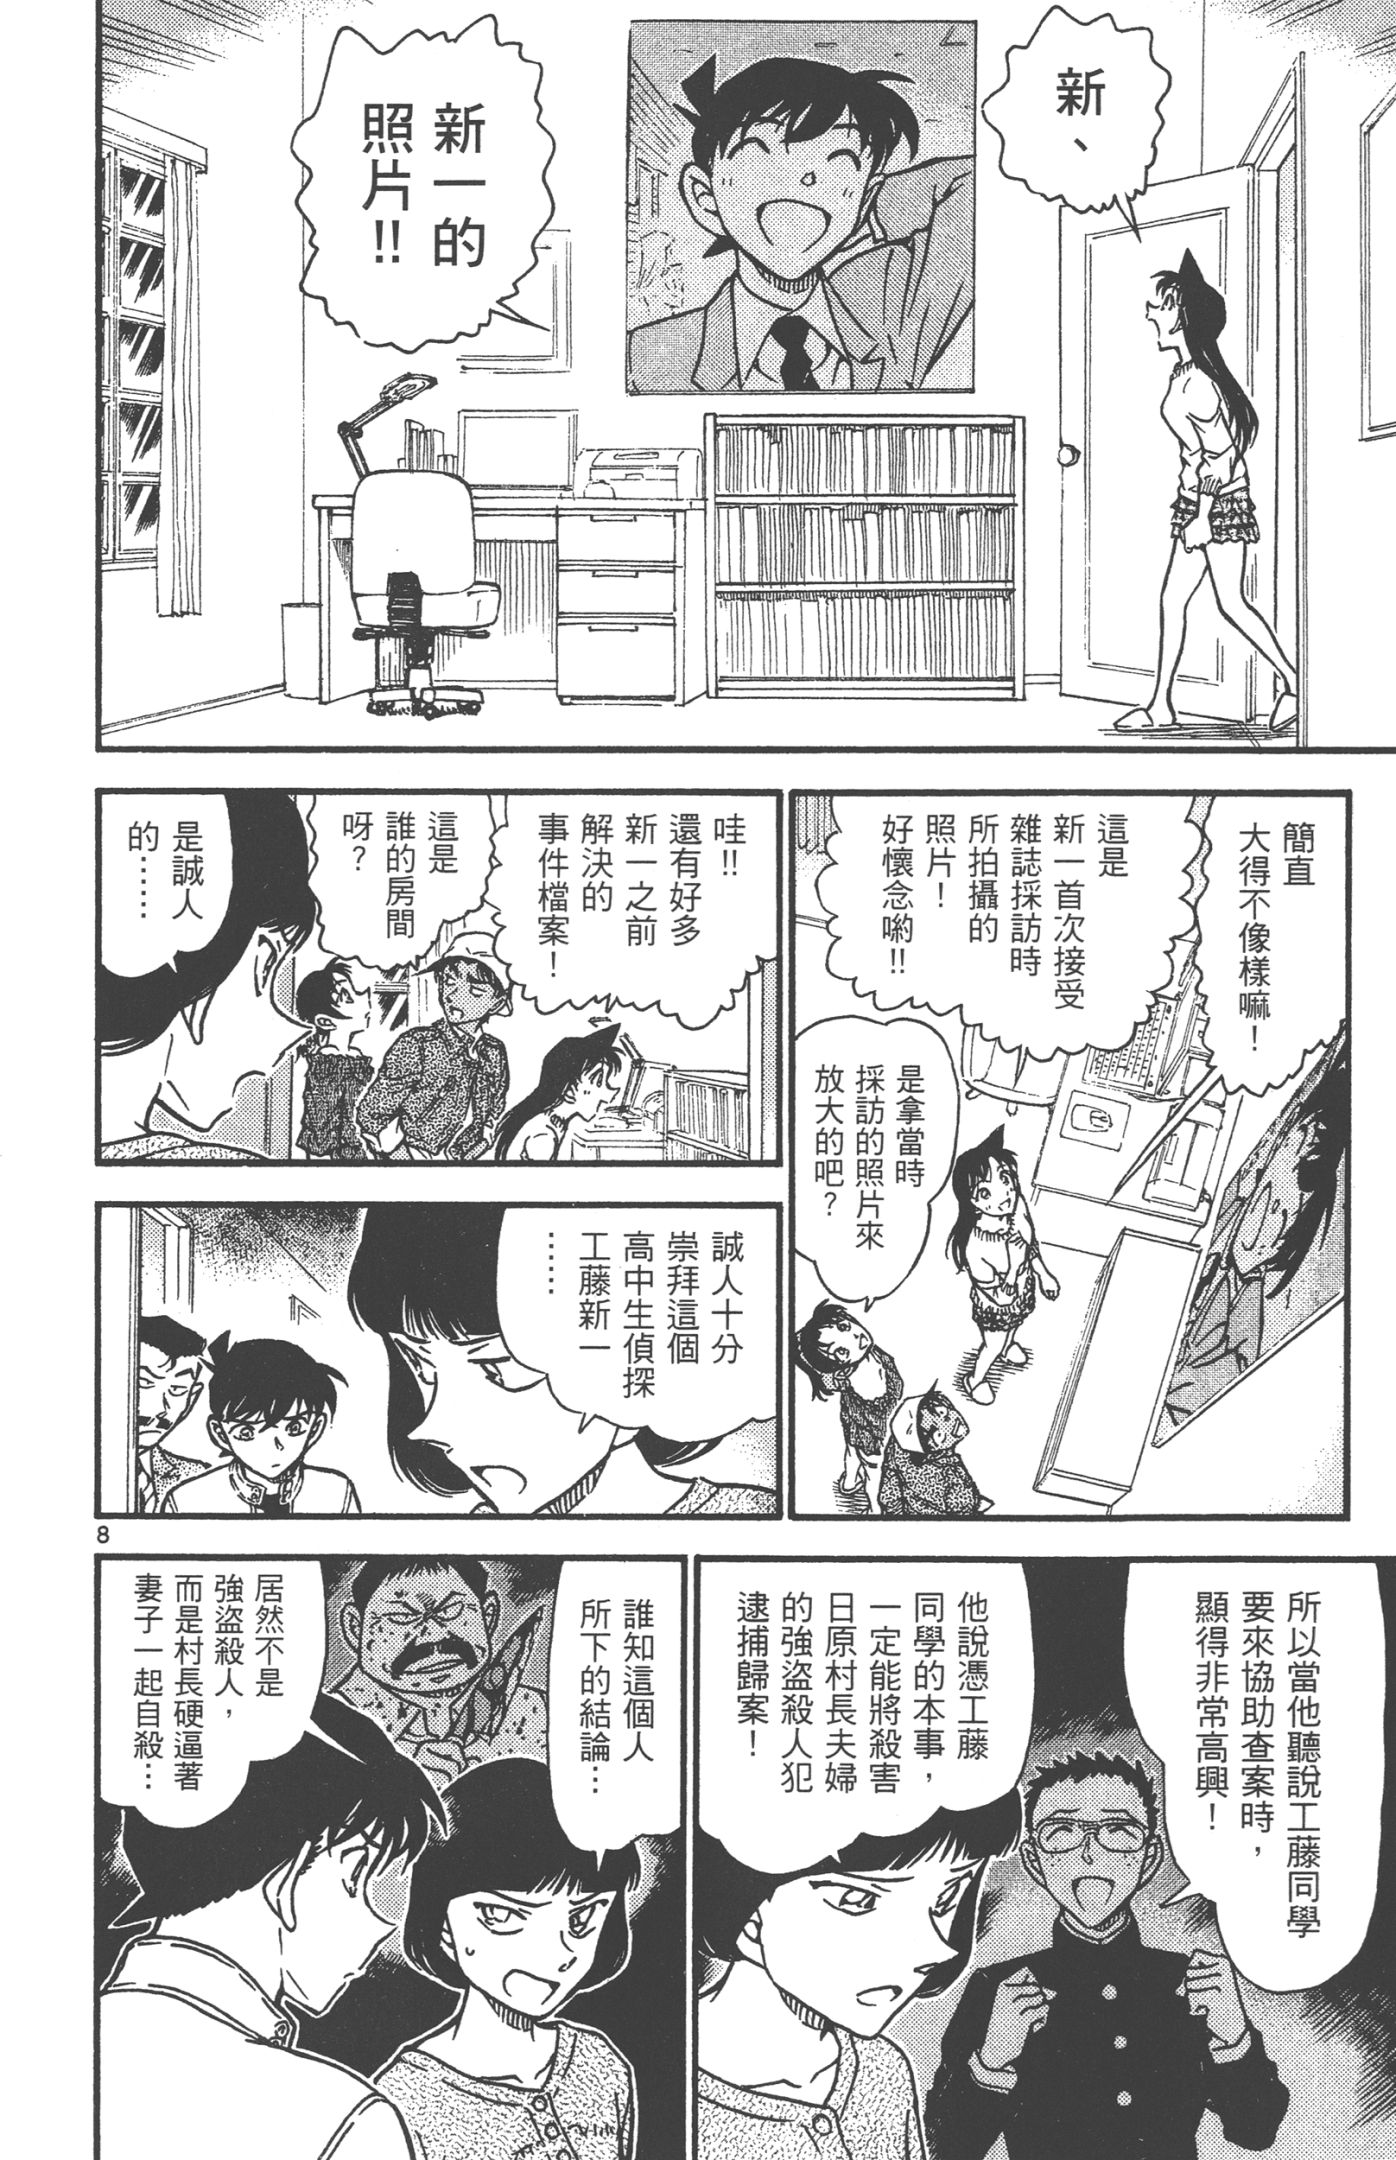 新、
新一的
照片!!
簡直
大得不像樣嘛！
這是
新一首次接受
雜誌採訪時
所拍攝的
照片！
好懷念喲!!
是拿當時
採訪的照片來
放大的吧？
哇!!
還有好多
新一之前
解決的
事件檔案！
這是
誰的房間
呀？
是誠人
的……
誠人十分
崇拜這個
高中生偵探
工藤新一
……
8
所以當他聽說工藤同學
要來協助查案時，
顯得非常高興！
他說憑工藤
同學的本事，
一定能將殺害
日原村長夫婦
的強盜殺人犯
逮捕歸案！
誰知這個人
所下的結論…
居然不是
強盜殺人，
而是村長硬逼著
妻子一起自殺…